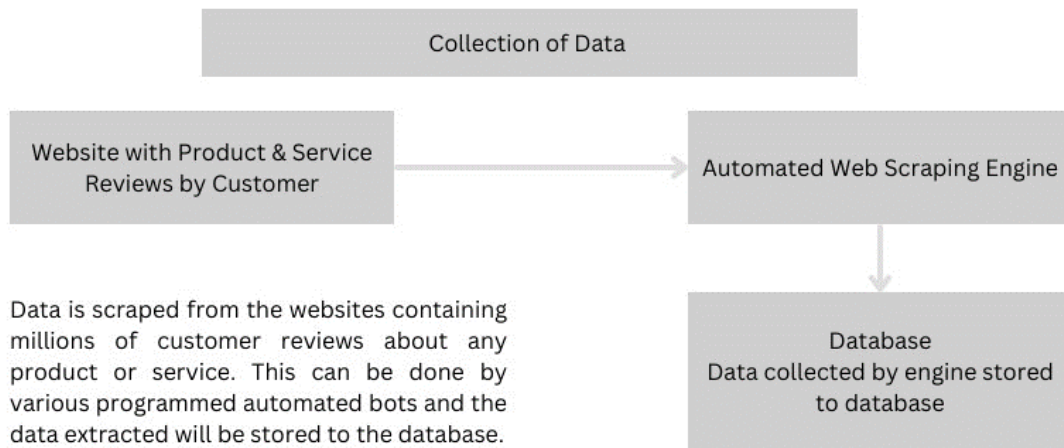 Collection of Data
Website with Product & Service
Reviews by Customer
Automated Web Scraping Engine
Data is scraped from the websites containing
millions of customer reviews about any
product or service. This can be done by
various programmed automated bots and the
data extracted will be stored to the database.
Database
Data collected by engine stored
to database